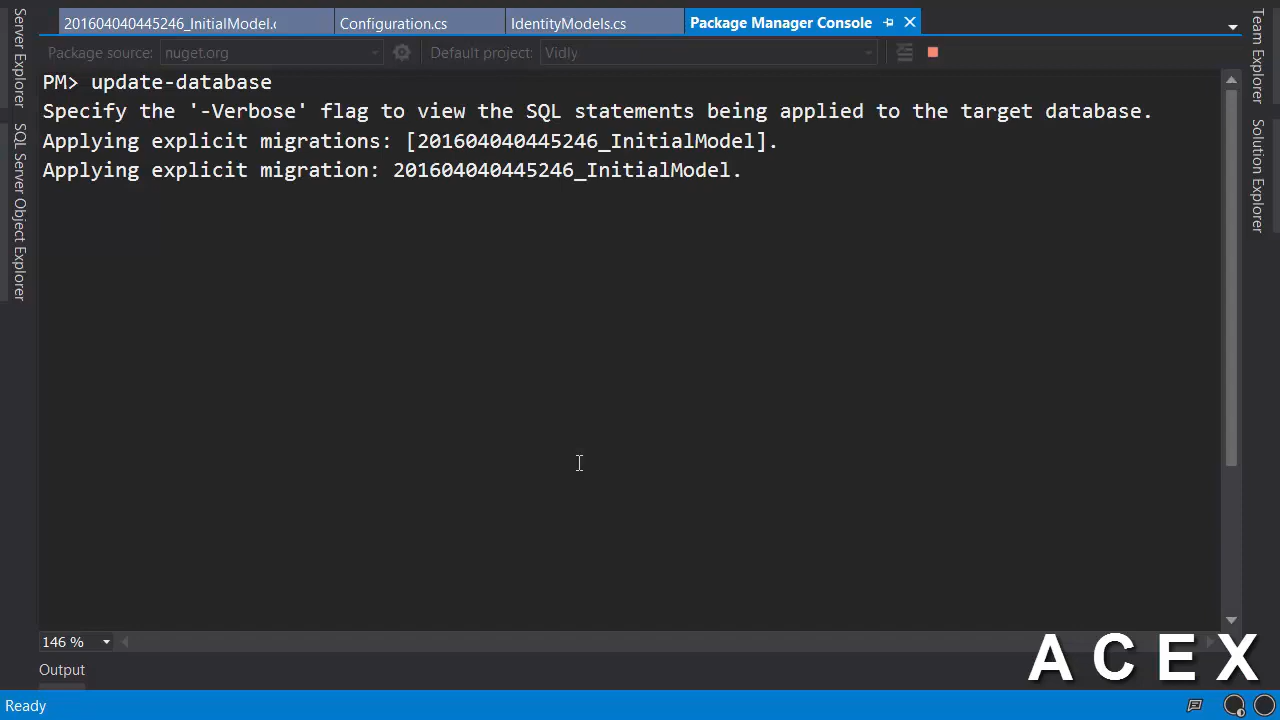 Server Explorer
SQL Server Object Explorer
201604040445246_InitialModel.c
Configuration.cs
IdentityModels.cs
Package Manager Console
Package source:
nuget.org
Default project:
Vidly
PM> update-database
Specify the '-Verbose' flag to view the SQL statements being applied to the target database.
Applying explicit migrations: [201604040445246_InitialModel].
Applying explicit migration: 201604040445246_InitialModel.
Team Explorer
Solution Explorer
146 %
Output
ACEX
Ready